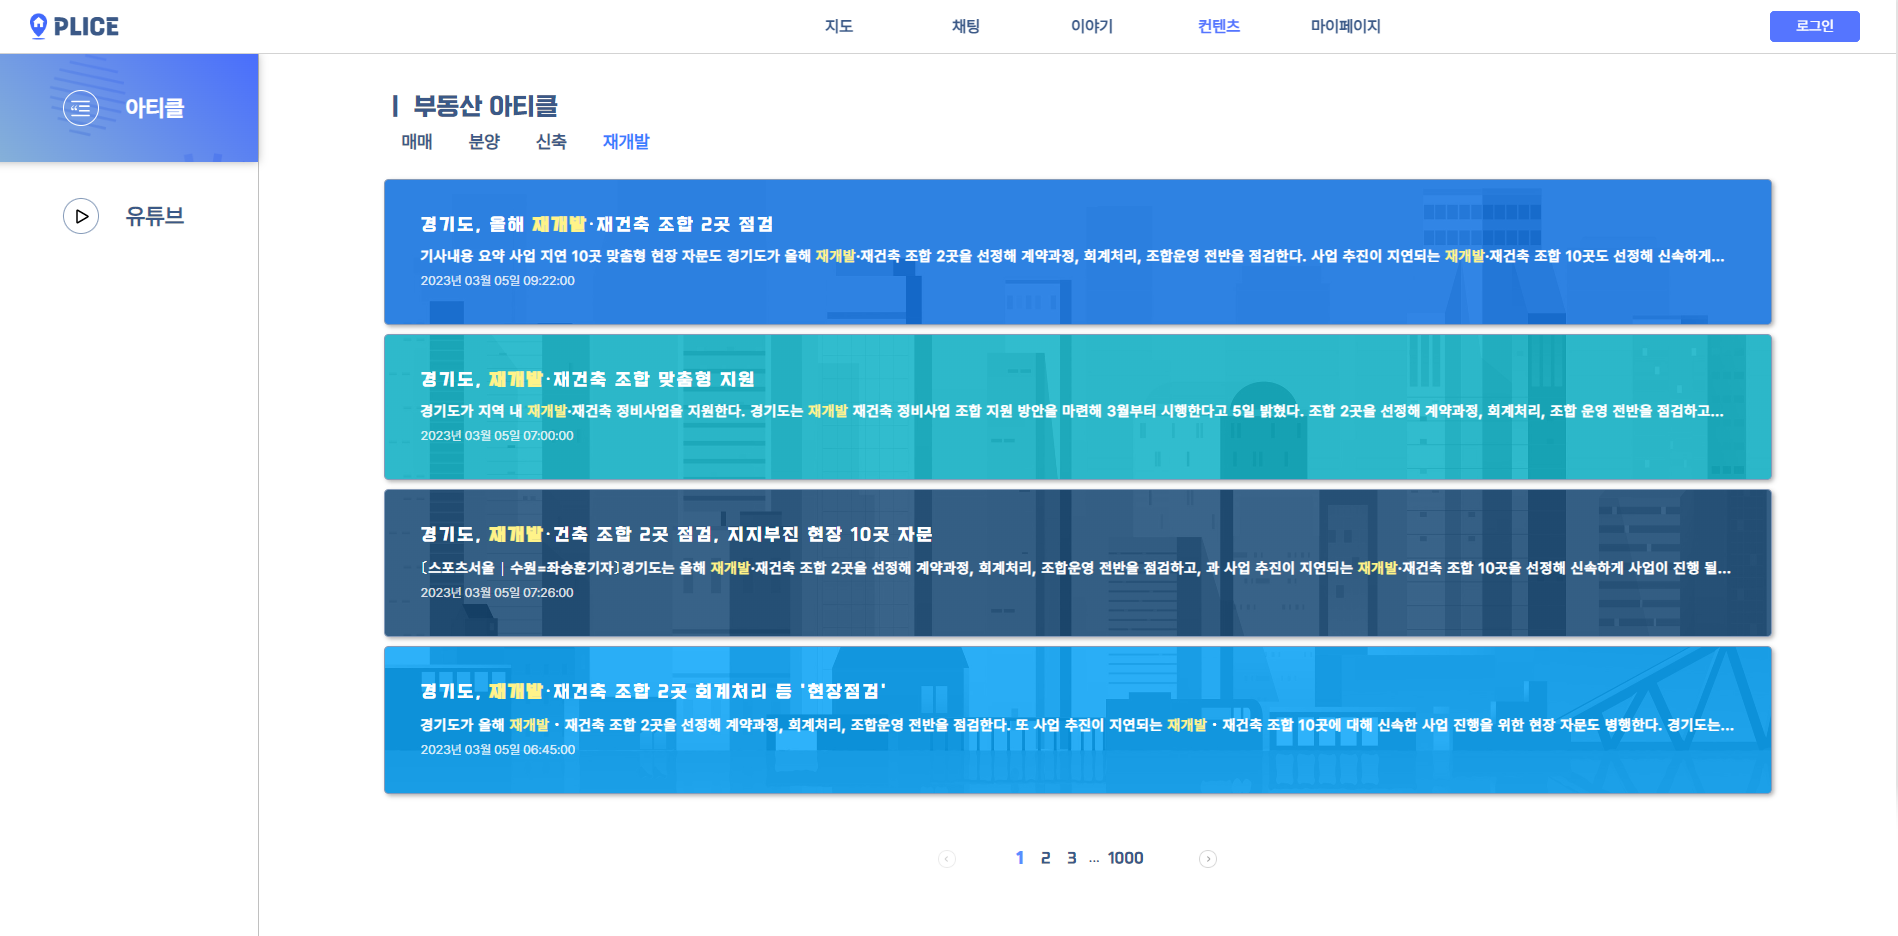 PLICE
지도
채팅
이야기
컨텐츠
마이페이지
로그인
아티클
유튜브
| 부동산 아티클
매매
분양
신축
재개발
경기도, 올해 재개발·재건축 조합 2곳 점검
기사내용 요약 사업 지연 10곳 맞춤형 현장 자문도 경기도가 올해 재개발·재건축 조합 2곳을 선정해 계약과정, 회계처리, 조합운영 전반을 점검한다. 사업 추진이 지연되는 재개발·재건축 조합 10곳도 선정해 신속하게...
2023년 03월 05일 09:22:00
경기도, 재개발·재건축 조합 맞춤형 지원
경기도가 지역 내 재개발·재건축 정비사업을 지원한다. 경기도는 재개발 재건축 정비사업 조합 지원 방안을 마련해 3월부터 시행한다고 5일 밝혔다. 조합 2곳을 선정해 계약과정, 회계처리, 조합 운영 전반을 점검하고...
2023년 03월 05일 07:00:00
경기도, 재개발·건축 조합 2곳 점검, 지지부진 현장 10곳 자문
〔스포츠서울 | 수원=좌승훈기자〕경기도는 올해 재개발·재건축 조합 2곳을 선정해 계약과정, 회계처리, 조합운영 전반을 점검하고, 과 사업 추진이 지연되는 재개발·재건축 조합 10곳을 선정해 신속하게 사업이 진행 될...
2023년 03월 05일 07:26:00
경기도, 재개발·재건축 조합 2곳 회계처리 등 '현장점검'
경기도가 올해 재개발・재건축 조합 2곳을 선정해 계약과정, 회계처리, 조합운영 전반을 점검한다. 또 사업 추진이 지연되는 재개발・재건축 조합 10곳에 대해 신속한 사업 진행을 위한 현장 자문도 병행한다. 경기도는...
2023년 03월 05일 06:45:00
1 2 3 ... 1000